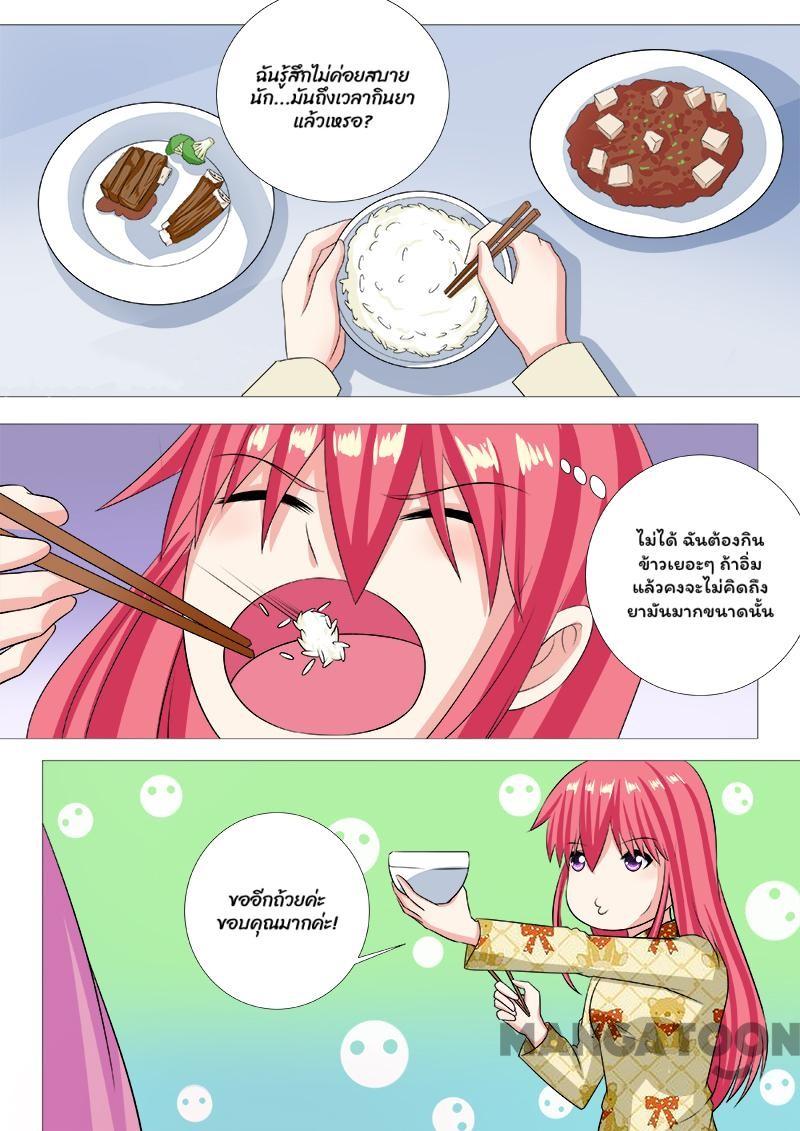 ฉันรู้สึกไม่ค่อยสบาย
นัก...มันถึงเวลากินยา
แล้วเหรอ?
ไม่ได้ ฉันต้องกิน
ข้าวเยอะๆ ถ้าอิ่ม
แล้วคงจะไม่คิดถึง
ยามันมากขนาดนั้น
ขออีกถ้วยค่ะ
ขอบคุณมากค่ะ!
MANGATOON